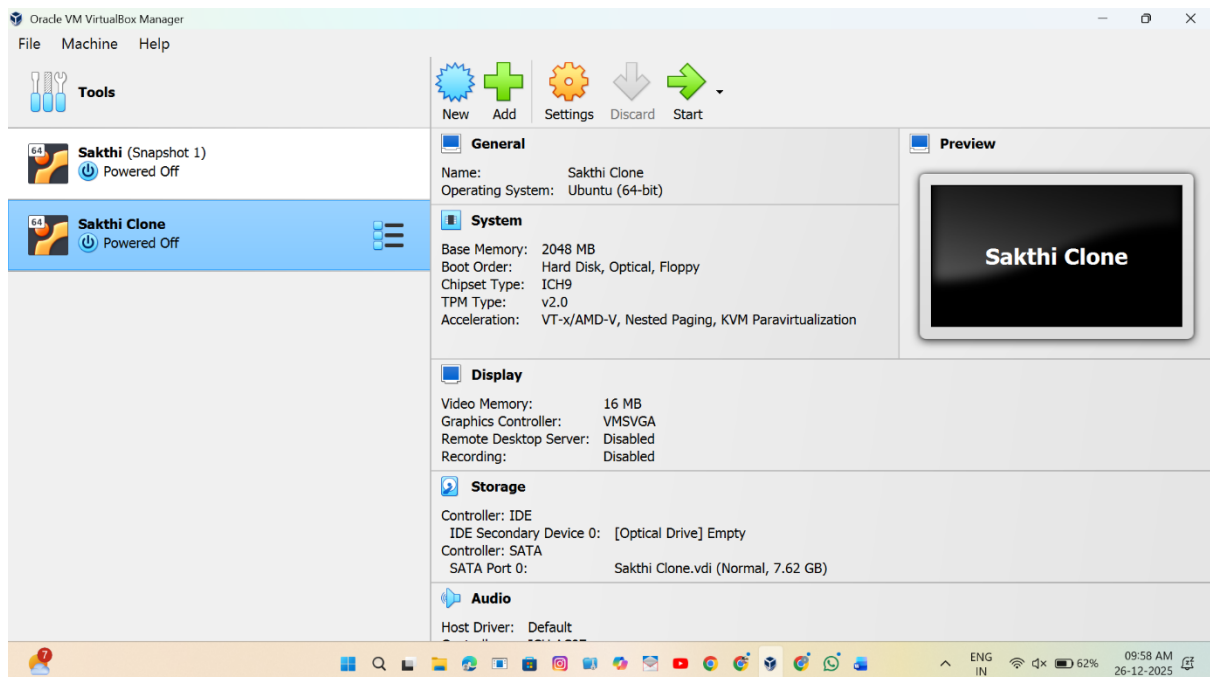 Oracle VM VirtualBox Manager
File Machine Help
Tools
New Add Settings Discard Start
64
Sakthi (Snapshot 1)
Powered Off
64
Sakthi Clone
Powered Off
General
Name: Sakthi Clone
Operating System: Ubuntu (64-bit)
Preview
Sakthi Clone
System
Base Memory: 2048 MB
Boot Order: Hard Disk, Optical, Floppy
Chipset Type: ICH9
TPM Type: v2.0
Acceleration: VT-x/AMD-V, Nested Paging, KVM Paravirtualization
Display
Video Memory: 16 MB
Graphics Controller: VMSVGA
Remote Desktop Server: Disabled
Recording: Disabled
Storage
Controller: IDE
IDE Secondary Device 0: [Optical Drive] Empty
Controller: SATA
SATA Port 0: Sakthi Clone.vdi (Normal, 7.62 GB)
Audio
Host Driver: Default
7
ENG
IN
62%
09:58 AM
26-12-2025